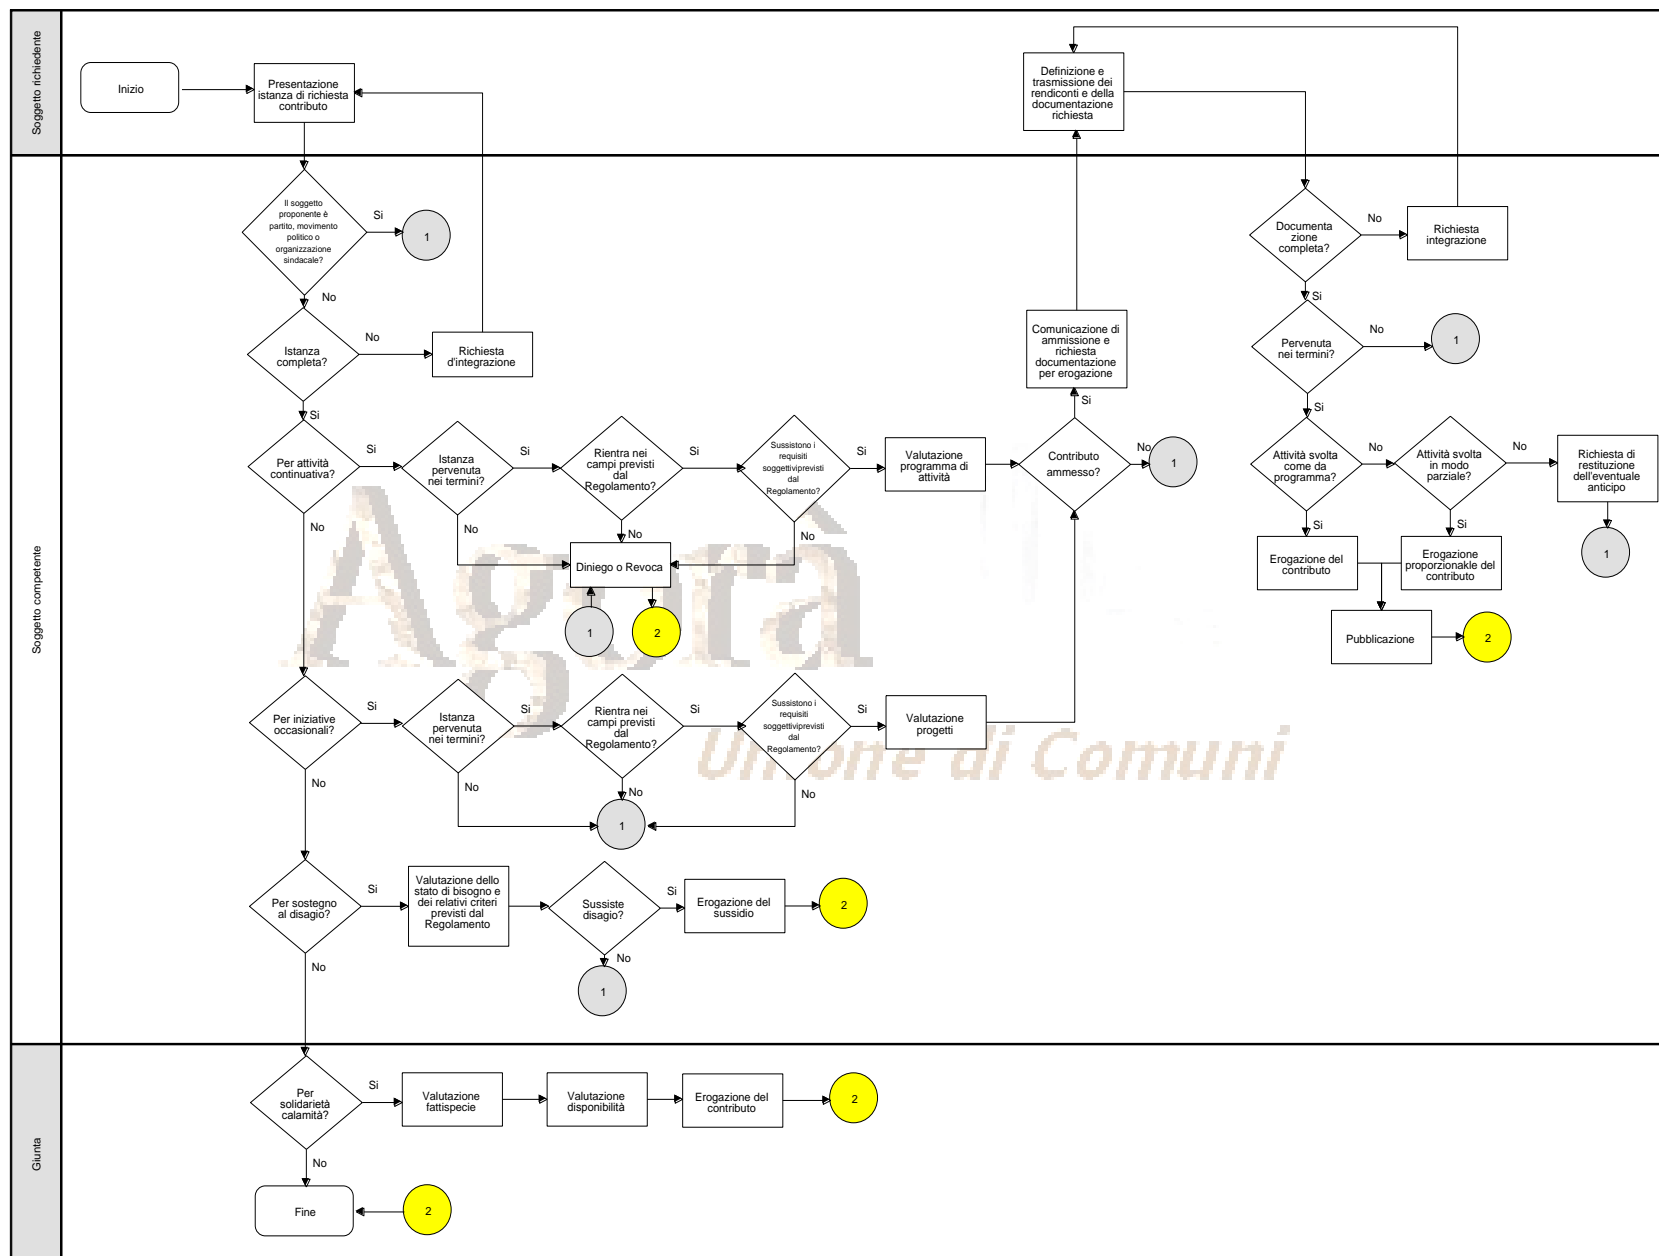 Soggetto richiedente
Inizio
Presentazione
istanza di richiesta
contributo
Definizione e
trasmissione dei
rendiconti e della
documentazione
richiesta
Soggetto competente
Il soggetto
proponente è
partito, movimento
politico o
organizzazione
sindacale?
Si
1
No
Documenta
zione
completa?
No
Richiesta
integrazione
Si
Istanza
completa?
No
Richiesta
d'integrazione
Si
Comunicazione di
ammissione e
richiesta
documentazione
per erogazione
Si
Pervenuta
nei termini?
No
1
Si
Per attività
continuativa?
Si
Istanza
pervenuta
nei termini?
Si
Rientra nei
campi previsti
dal
Regolamento?
Si
Sussistono i
requisiti
soggettiviprevisti
dal
Regolamento?
Si
Valutazione
programma di
attività
Contributo
ammesso?
No
1
Attività svolta
come da
programma?
No
Attività svolta
in modo
parziale?
No
Richiesta di
restituzione
dell'eventuale
anticipo
1
No
No
No
No
Diniego o Revoca
1
2
Si
Si
Erogazione del
contributo
Erogazione
proporzionakle del
contributo
Pubblicazione
2
Agorà
Unione di Comuni
Per iniziative
occasionali?
Si
Istanza
pervenuta
nei termini?
Si
Rientra nei
campi previsti
dal
Regolamento?
Si
Sussistono i
requisiti
soggettiviprevisti
dal
Regolamento?
Si
Valutazione
progetti
No
No
No
No
1
Per sostegno
al disagio?
Si
Valutazione dello
stato di bisogno e
dei relativi criteri
previsti dal
Regolamento
Sussiste
disagio?
Si
Erogazione del
sussidio
2
No
No
1
Giunta
Per
solidarietà
calamità?
Si
Valutazione
fattispecie
Valutazione
disponibilità
Erogazione del
contributo
2
No
Fine
2